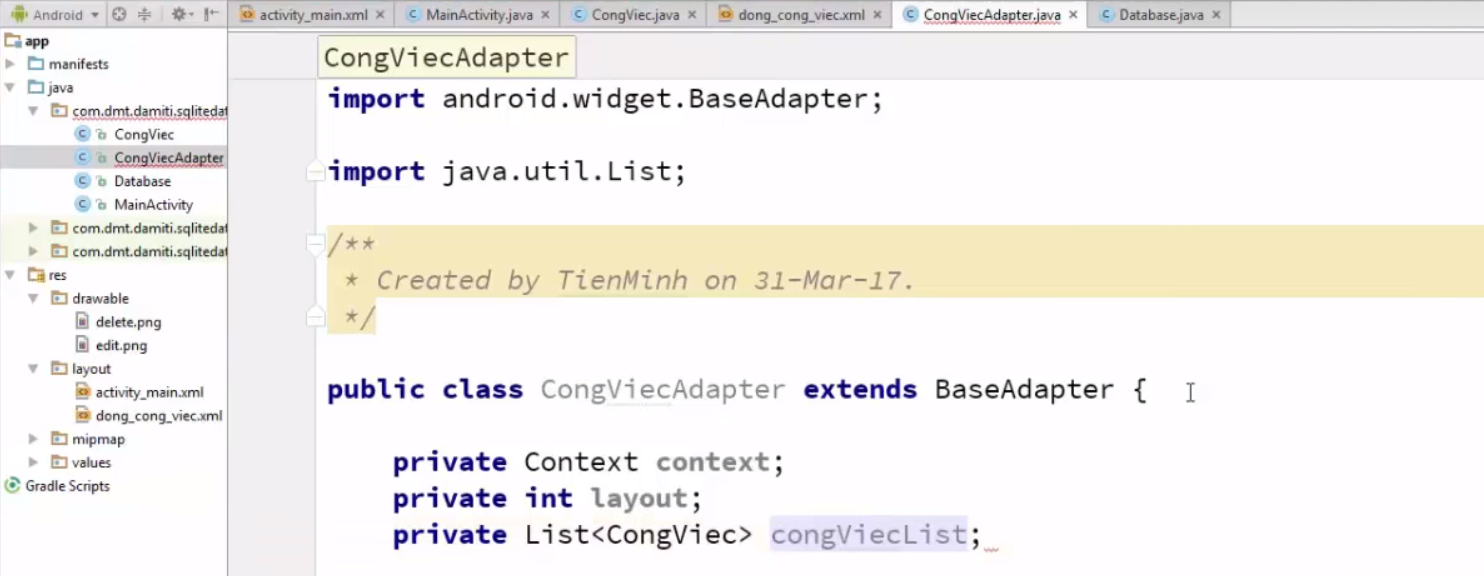 Android
activity_main.xml
MainActivity.java
CongViec.java
dong_cong_viec.xml
CongViecAdapter.java
Database.java
app
manifests
java
com.dmt.damiti.sqlitedat
CongViec
CongViecAdapter
Database
MainActivity
com.dmt.damiti.sqlitedat
com.dmt.damiti.sqlitedat
res
drawable
delete.png
edit.png
layout
activity_main.xml
dong_cong_viec.xml
mipmap
values
Gradle Scripts
CongViecAdapter
import android.widget.BaseAdapter;
import java.util.List;
/**
* Created by TienMinh on 31-Mar-17.
*/
public class CongViecAdapter extends BaseAdapter {
private Context context;
private int layout;
private List<CongViec> congViecList;